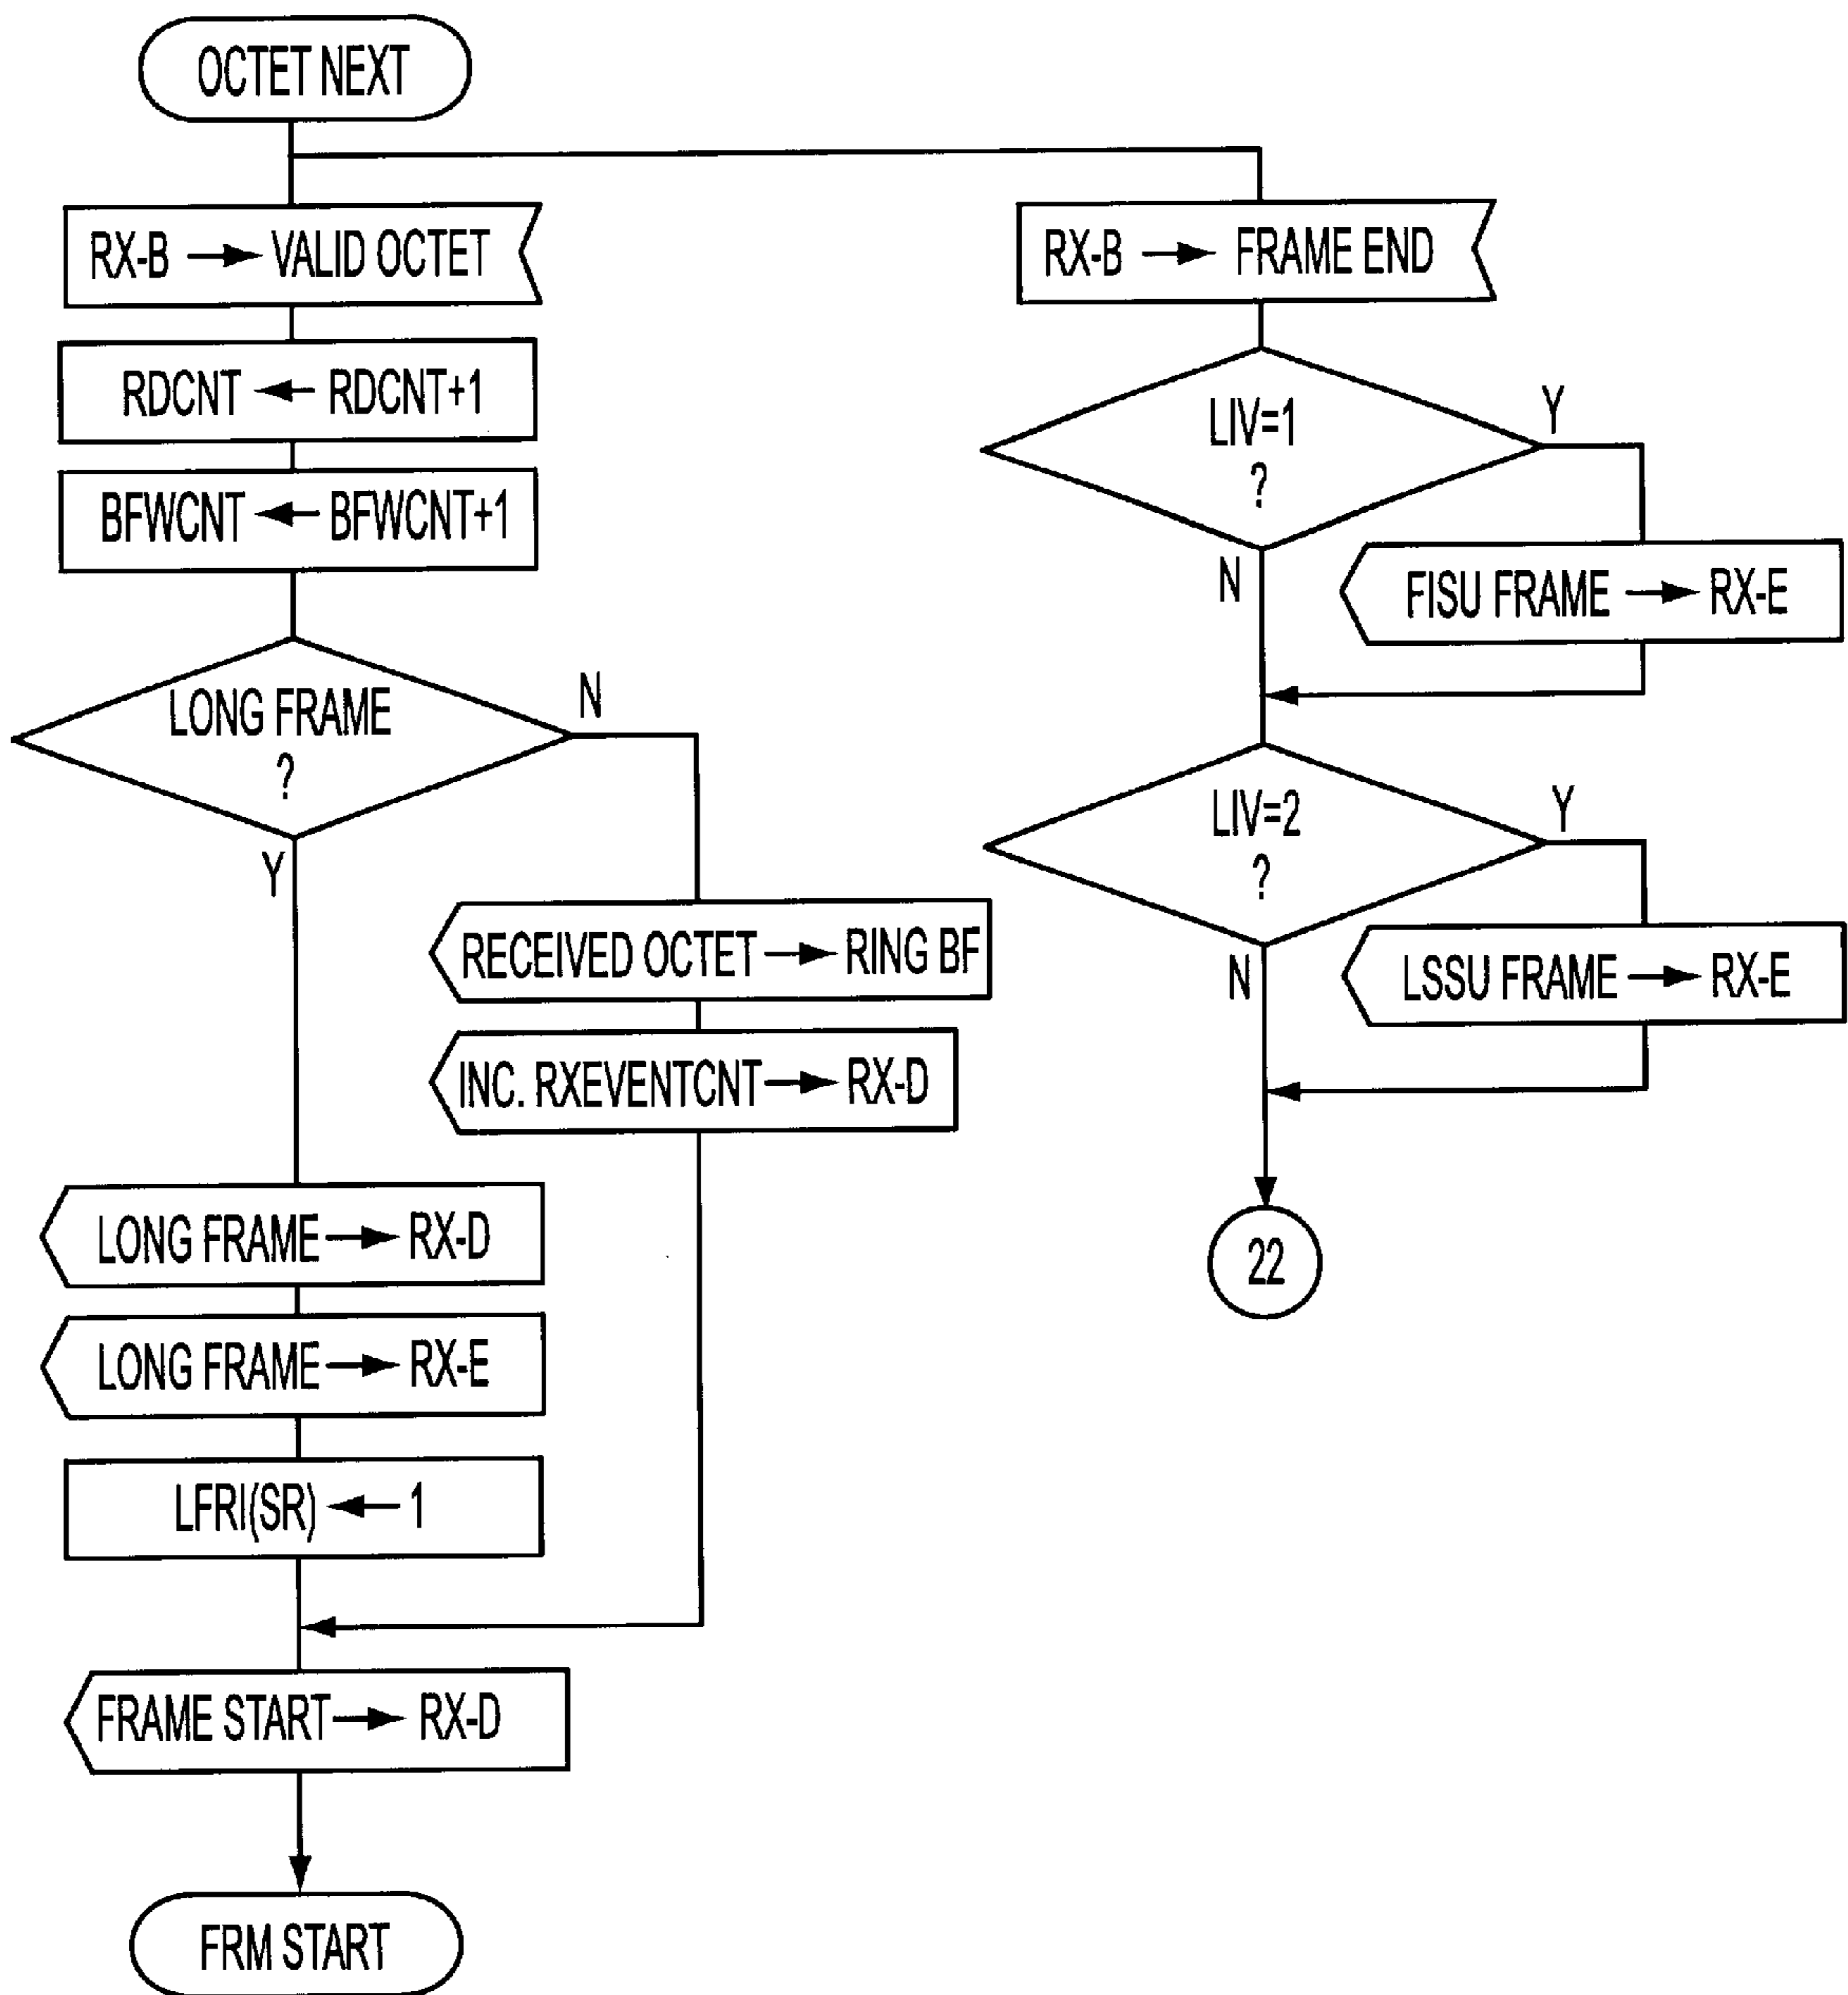 OCTET NEXT
RX-B → VALID OCTET
RDCNT ← RDCNT+1
BFWCNT ← BFWCNT+1
LONG FRAME
?
N
Y
RECEIVED OCTET → RING BF
INC. RXEVENTCNT → RX-D
LONG FRAME → RX-D
LONG FRAME → RX-E
LFRI(SR) ← 1
FRAME START → RX-D
FRM START
RX-B → FRAME END
LIV=1
?
Y
N
FISU FRAME → RX-E
LIV=2
?
Y
N
LSSU FRAME → RX-E
22